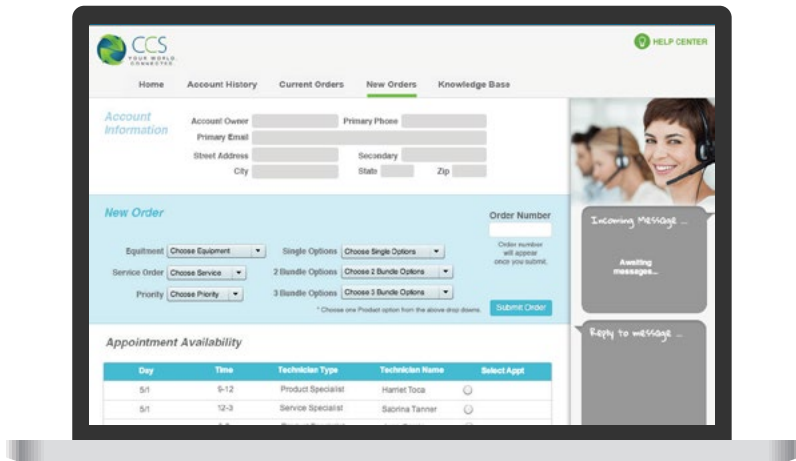 CCS
YOUR WORLD.
CONNECTED.
HELP CENTER
Home Account History Current Orders New Orders Knowledge Base
Account Information
Account Owner Primary Phone
Primary Email
Street Address Secondary
City State Zip
New Order
Order Number
Order number
will appear
once you submit.
Equitment Choose Equipment Single Options Choose Single Options
Service Order Choose Service 2 Bundle Options Choose 2 Bunde Options
Priority Choose Priority 3 Bundle Options Choose 3 Bunde Options
* Choose one Product option from the above drop downs.
Submit Order
Incoming Message ...
Awaiting
messages...
Reply to message ...
Appointment Availability
Day Time Technician Type Technician Name Select Appt
5/1 9-12 Product Specialist Harriet Toca
5/1 12-3 Service Specialist Sabrina Tanner